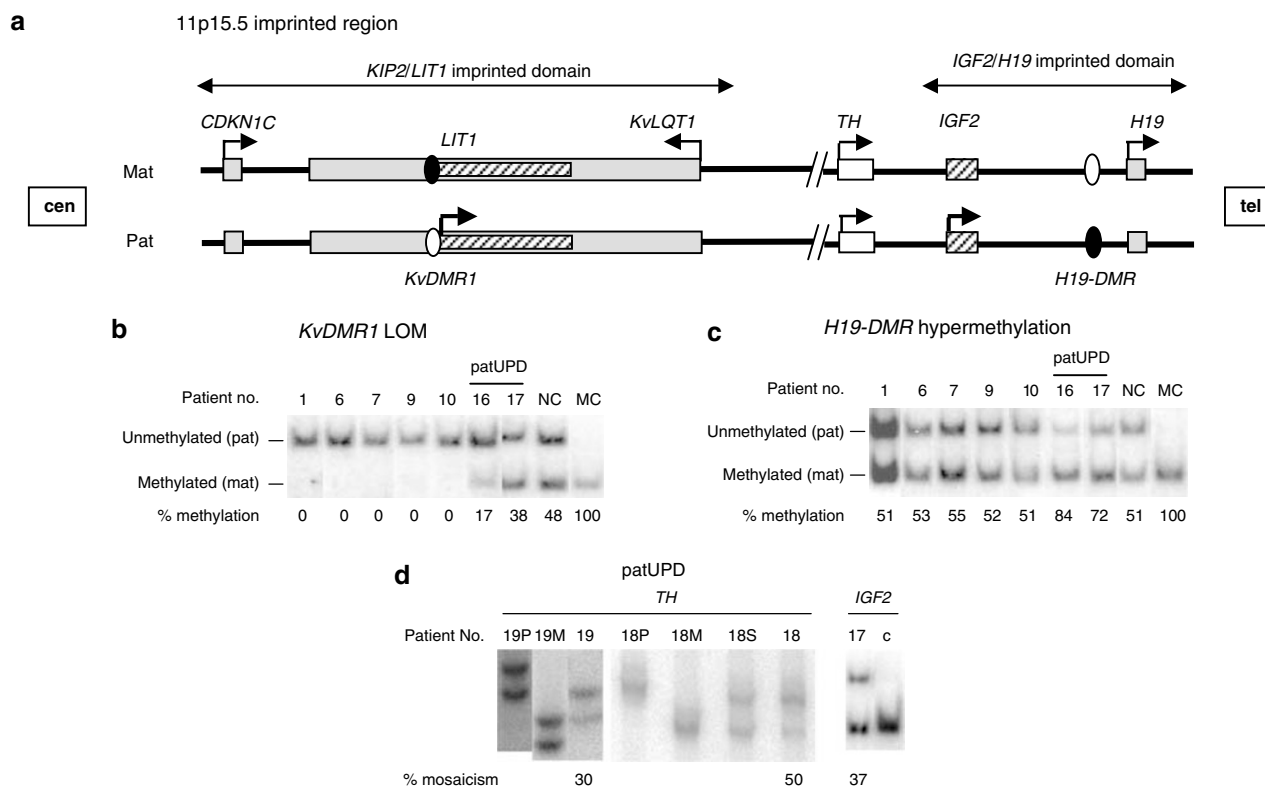 a
11p15.5 imprinted region
KIP2/LIT1 imprinted domain
IGF2/H19 imprinted domain
CDKN1C LIT1 KvLQT1 TH IGF2 H19
Mat
cen tel
Pat
KvDMR1 H19-DMR
b KvDMR1 LOM
patUPD
Patient no. 1 6 7 9 10 16 17 NC MC
Unmethylated (pat)
Methylated (mat)
% methylation 0 0 0 0 0 17 38 48 100
c H19-DMR hypermethylation
patUPD
Patient no. 1 6 7 9 10 16 17 NC MC
Unmethylated (pat)
Methylated (mat)
% methylation 51 53 55 52 51 84 72 51 100
d patUPD
TH IGF2
Patient No. 19P 19M 19 18P 18M 18S 18 17 c
% mosaicism 30 50 37